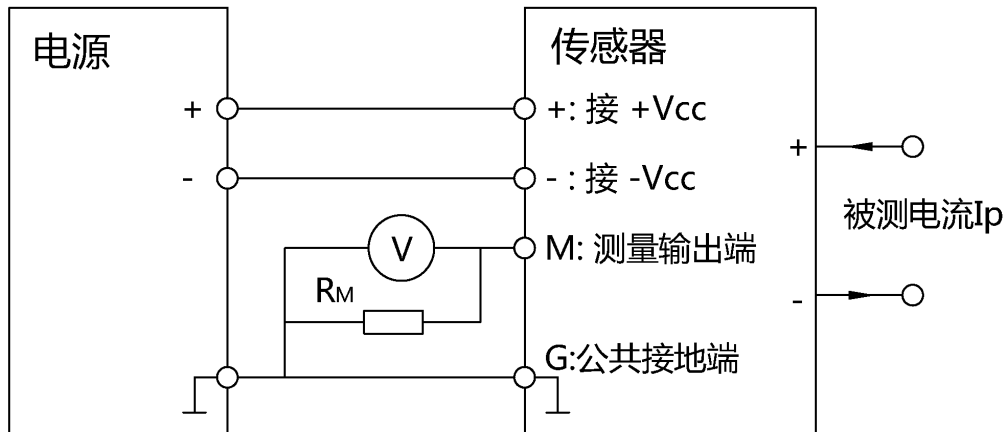 电源
传感器
+
+: 接 +Vcc
+
-
- : 接 -Vcc
被测电流Ip
V
M: 测量输出端
RM
-
G:公共接地端